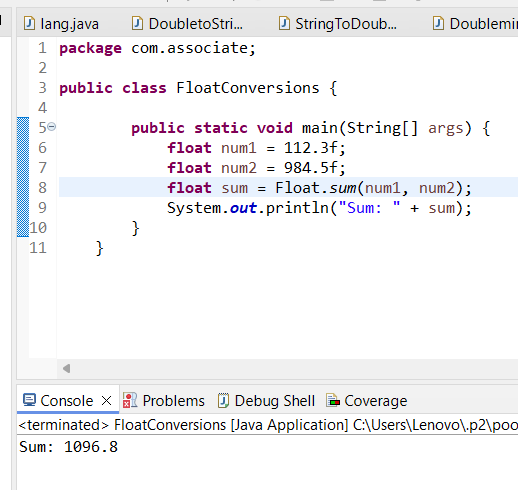 lang.java DoubletoStri... StringToDoub... Doublemi
1 package com.associate;
2
3 public class FloatConversions {
4
5 public static void main(String[] args) {
6 float num1 = 112.3f;
7 float num2 = 984.5f;
8 float sum = Float.sum(num1, num2);
9 System.out.println("Sum: " + sum);
10 }
11 }
Console Problems Debug Shell Coverage
<terminated> FloatConversions [Java Application] C:\Users\Lenovo\.p2\poo
Sum: 1096.8